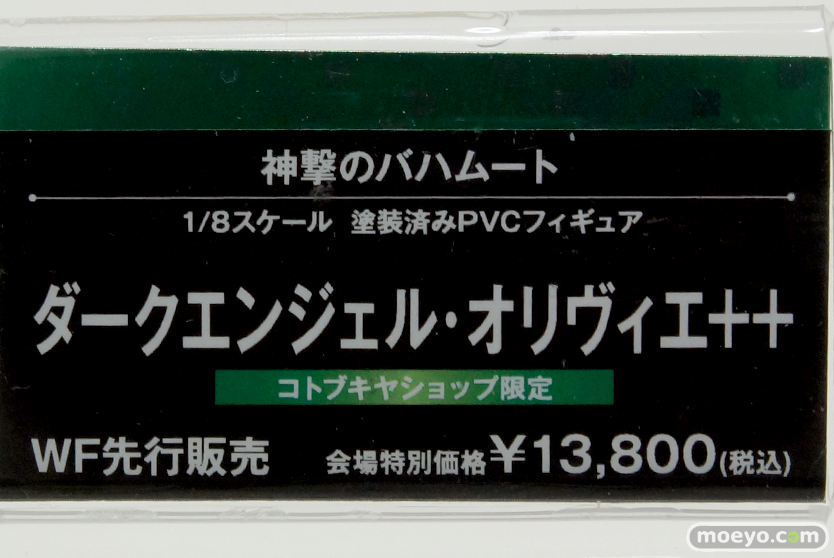 神撃のバハムート
1/8スケール 塗装済みPVCフィギュア
ダークエンジェル・オリヴィエ++
コトブキヤショップ限定
WF先行販売 会場特別価格¥13,800(税込)
moeyo.com